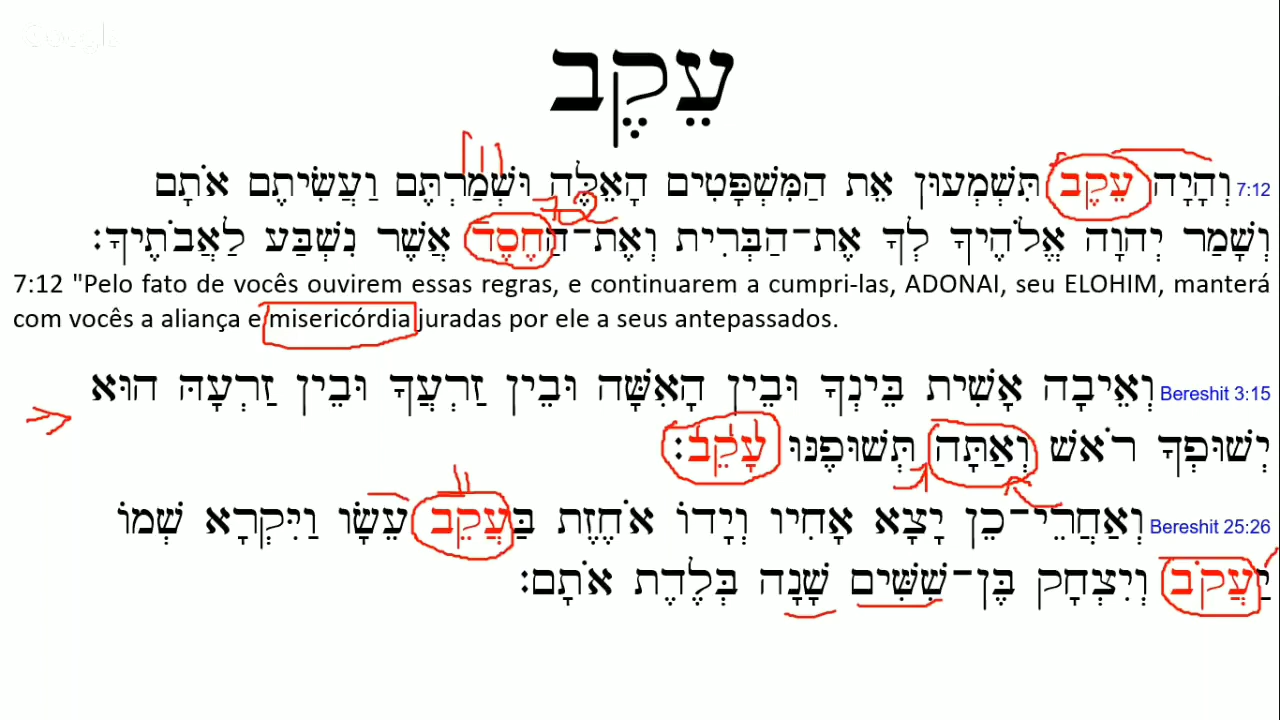 עֵקֶב
7:12 וְהָיָה עֵקֶב תִּשְׁמְעוּן אֵת הַמִּשְׁפָּטִים הָאֵלֶּה וּשְׁמַרְתֶּם וַעֲשִׂיתֶם אֹתָם
וְשָׁמַר יְהוָה אֱלֹהֶיךָ לְךָ אֶת־הַבְּרִית וְאֶת־הַחֶסֶד אֲשֶׁר נִשְׁבַּע לַאֲבֹתֶיךָ:
7:12 "Pelo fato de vocês ouvirem essas regras, e continuarem a cumpri-las, ADONAI, seu ELOHIM, manterá
com vocês a aliança e misericórdia juradas por ele a seus antepassados.
Bereshit 3:15 וְאֵיבָה אָשִׁית בֵּינְךָ וּבֵין הָאִשָּׁה וּבֵין זַרְעֲךָ וּבֵין זַרְעָהּ הוּא
יְשׁוּפְךָ רֹאשׁ וְאַתָּה תְּשׁוּפֶנּוּ עָקֵב:
Bereshit 25:26 וְאַחֲרֵי־כֵן יָצָא אָחִיו וְיָדוֹ אֹחֶזֶת בַּעֲקֵב עֵשָׂו וַיִּקְרָא שְׁמוֹ
יַעֲקֹב וְיִצְחָק בֶּן־שִׁשִּׁים שָׁנָה בְּלֶדֶת אֹתָם: